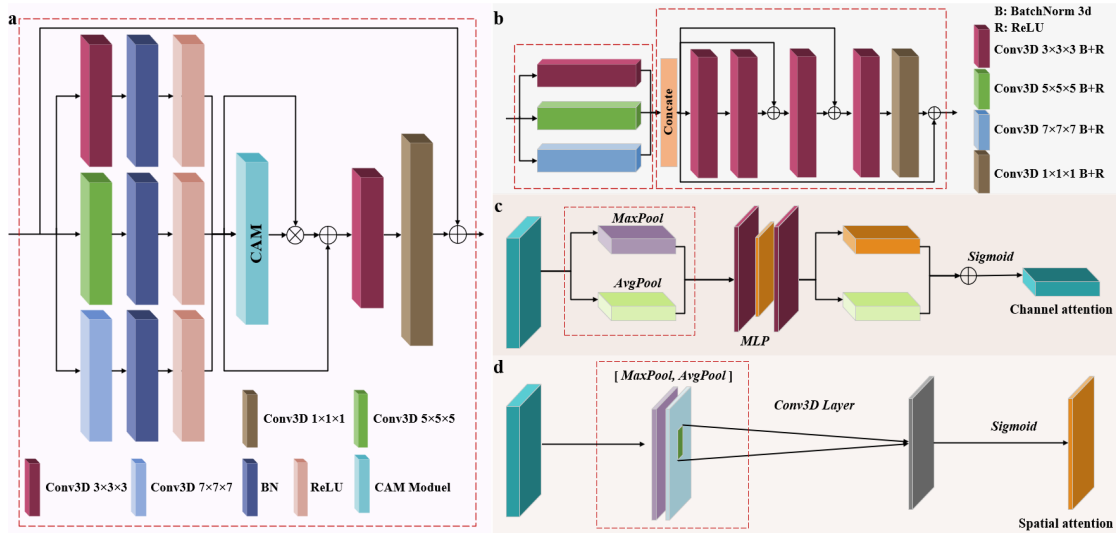 a
CAM
Conv3D 1×1×1
Conv3D 5×5×5
Conv3D 3×3×3
Conv3D 7×7×7
BN
ReLU
CAM Moduel
b
Concate
B: BatchNorm 3d
R: ReLU
Conv3D 3×3×3 B+R
Conv3D 5×5×5 B+R
Conv3D 7×7×7 B+R
Conv3D 1×1×1 B+R
c
MaxPool
AvgPool
MLP
Sigmoid
Channel attention
d
[ MaxPool, AvgPool ]
Conv3D Layer
Sigmoid
Spatial attention